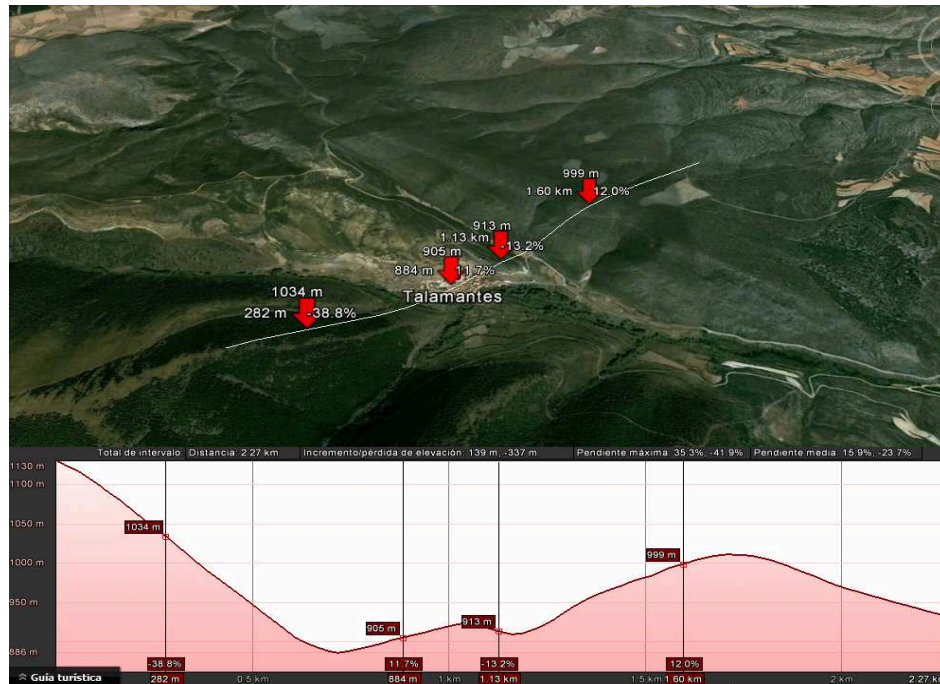 999 m
1.60 km 12.0%
913 m
1.13 km -13.2%
905 m
884 m 11.7%
Talamantes
1034 m
282 m -38.8%
Total de intervalo: Distancia: 2.27 km Incremento/pérdida de elevación: 139 m, -337 m Pendiente máxima: 35.3%, -41.9% Pendiente media: 15.9%, -23.7%
1130 m
1100 m
1050 m
1034 m
1000 m
999 m
950 m
905 m
913 m
886 m
-38.8% 11.7% -13.2% 12.0%
282 m 0.5 km 884 m 1 km 1.13 km 1.5 km 1.60 km 2 km 2.27 km
Guía turística